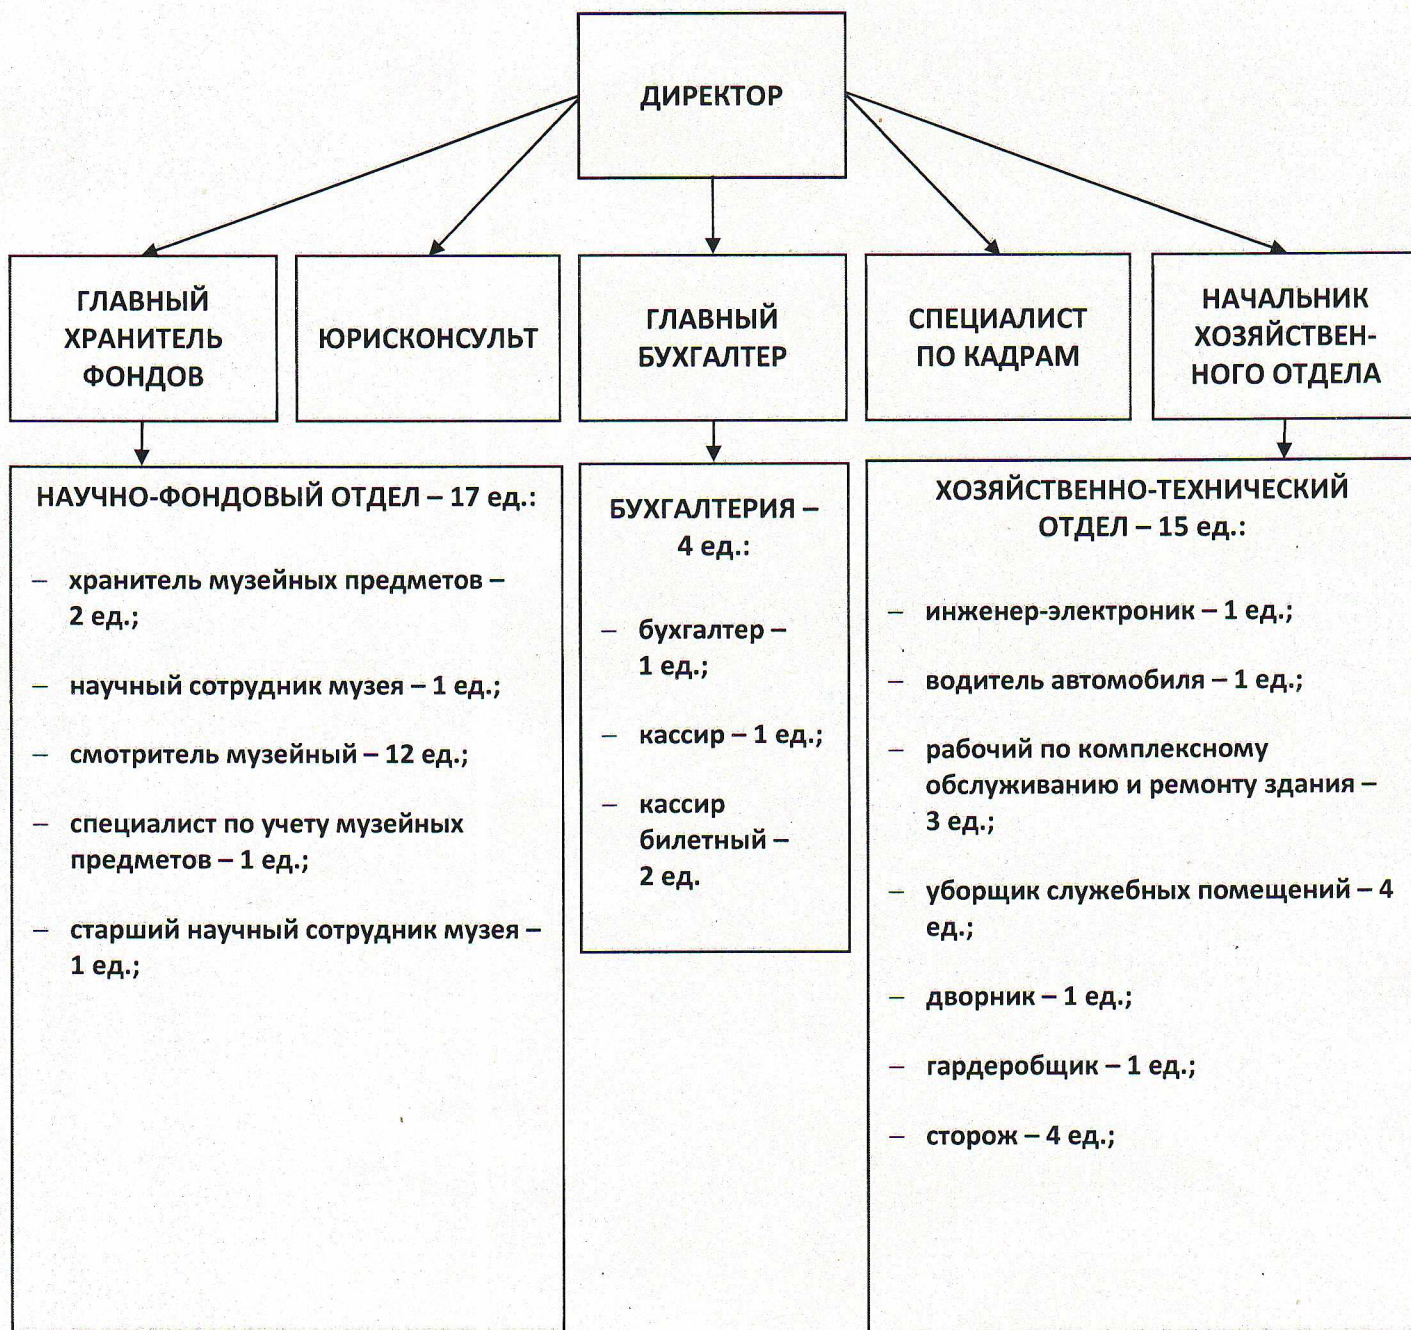 ДИРЕКТОР
ГЛАВНЫЙ
ХРАНИТЕЛЬ
ФОНДОВ
ЮРИСКОНСУЛЬТ
ГЛАВНЫЙ
БУХГАЛТЕР
СПЕЦИАЛИСТ
ПО КАДРАМ
НАЧАЛЬНИК
ХОЗЯЙСТВЕН-
НОГО ОТДЕЛА
НАУЧНО-ФОНДОВЫЙ ОТДЕЛ – 17 ед.:
– хранитель музейных предметов –
2 ед.;
– научный сотрудник музея – 1 ед.;
– смотритель музейный – 12 ед.;
– специалист по учету музейных
предметов – 1 ед.;
– старший научный сотрудник музея –
1 ед.;
БУХГАЛТЕРИЯ –
4 ед.:
– бухгалтер –
1 ед.;
– кассир – 1 ед.;
– кассир
билетный –
2 ед.
ХОЗЯЙСТВЕННО-ТЕХНИЧЕСКИЙ
ОТДЕЛ – 15 ед.:
– инженер-электроник – 1 ед.;
– водитель автомобиля – 1 ед.;
– рабочий по комплексному
обслуживанию и ремонту здания –
3 ед.;
– уборщик служебных помещений – 4
ед.;
– дворник – 1 ед.;
– гардеробщик – 1 ед.;
– сторож – 4 ед.;